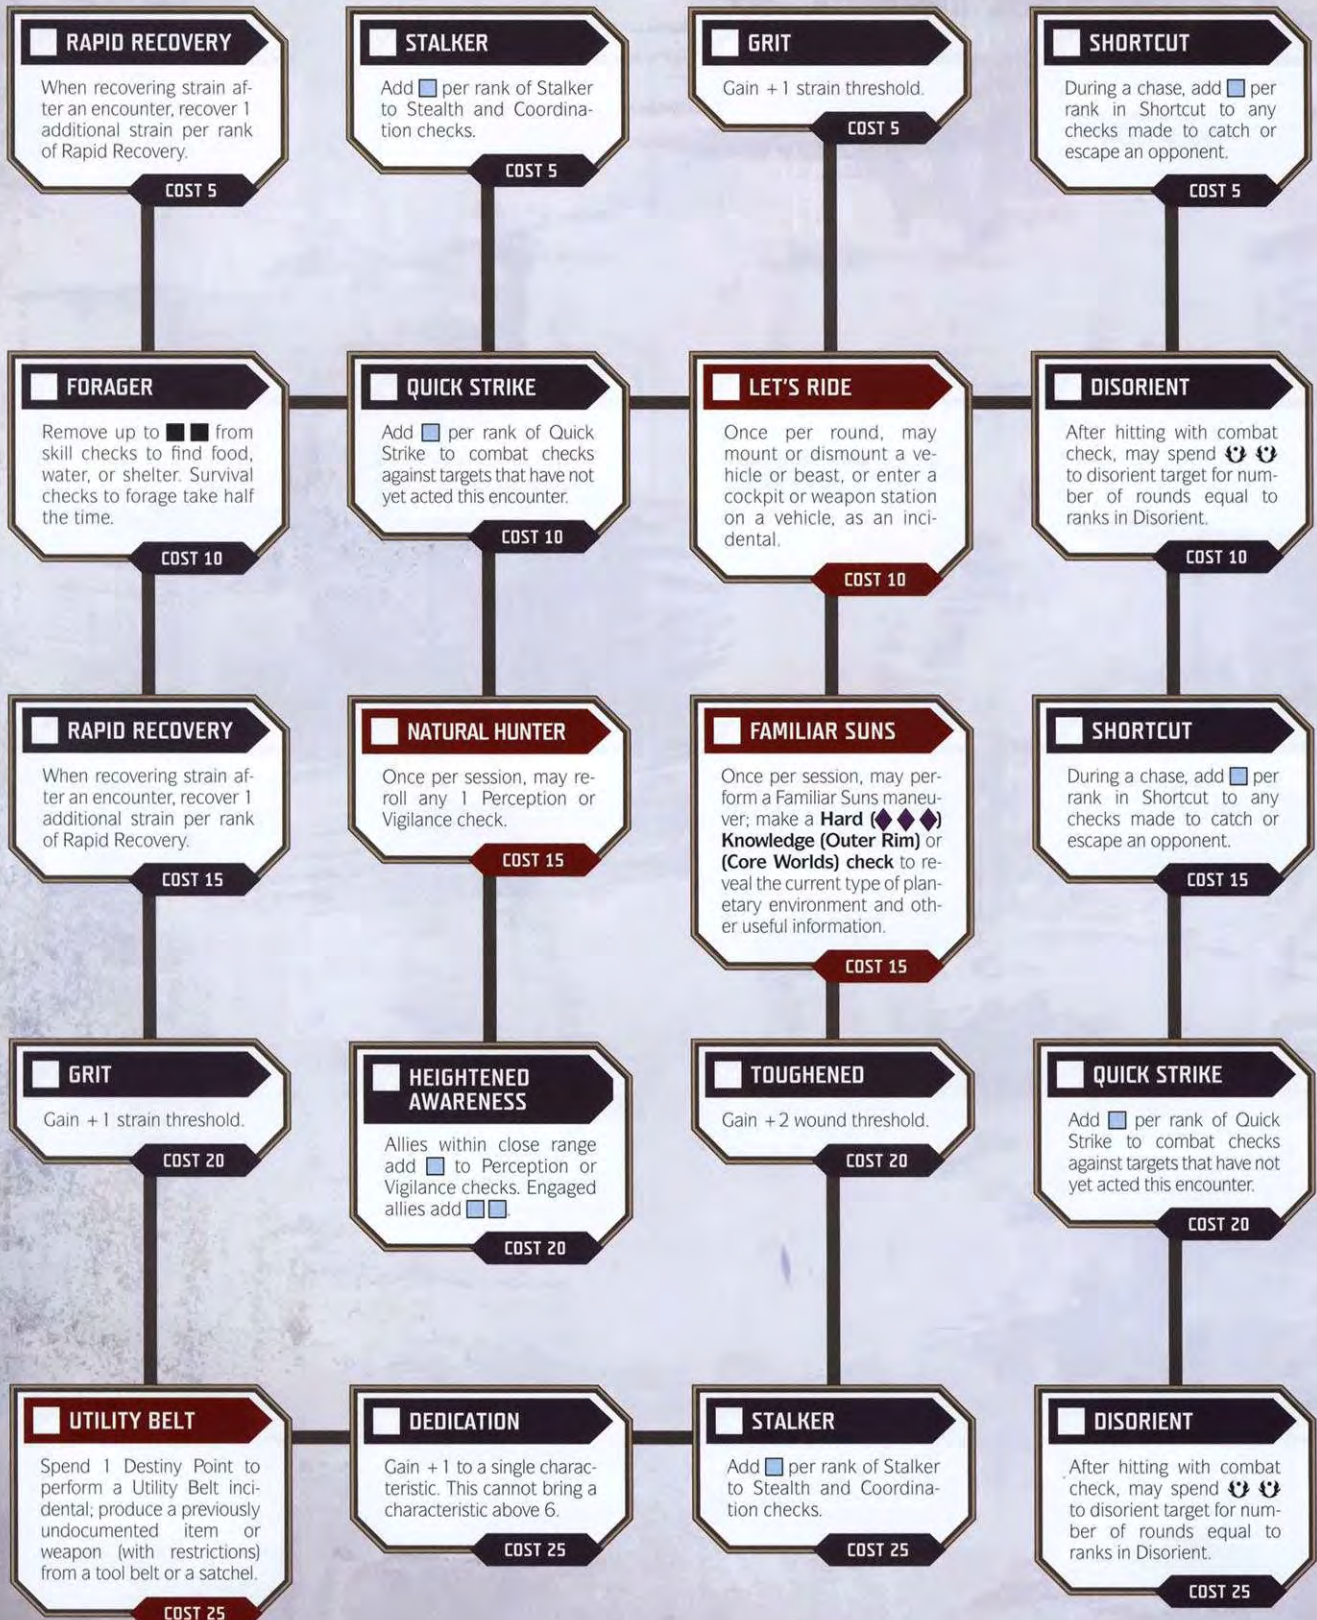 RAPID RECOVERY
When recovering strain af-
ter an encounter, recover 1
additional strain per rank
of Rapid Recovery.
COST 5
STALKER
Add per rank of Stalker
to Stealth and Coordina-
tion checks.
COST 5
GRIT
Gain +1 strain threshold.
COST 5
SHORTCUT
During a chase, add per
rank in Shortcut to any
checks made to catch or
escape an opponent.
COST 5
FORAGER
Remove up to from
skill checks to find food,
water, or shelter. Survival
checks to forage take half
the time.
COST 10
QUICK STRIKE
Add per rank of Quick
Strike to combat checks
against targets that have not
yet acted this encounter.
COST 10
LET'S RIDE
Once per round, may
mount or dismount a ve-
hicle or beast, or enter a
cockpit or weapon station
on a vehicle, as an inci-
dental.
COST 10
DISORIENT
After hitting with combat
check, may spend
to disorient target for num-
ber of rounds equal to
ranks in Disorient.
COST 10
RAPID RECOVERY
When recovering strain af-
ter an encounter, recover 1
additional strain per rank
of Rapid Recovery.
COST 15
NATURAL HUNTER
Once per session, may re-
roll any 1 Perception or
Vigilance check.
COST 15
FAMILIAR SUNS
Once per session, may per-
form a Familiar Suns maneu-
ver; make a Hard (◆ ◆ ◆)
Knowledge (Outer Rim) or
(Core Worlds) check to re-
veal the current type of plan-
etary environment and oth-
er useful information.
COST 15
SHORTCUT
During a chase, add per
rank in Shortcut to any
checks made to catch or
escape an opponent.
COST 15
GRIT
Gain +1 strain threshold.
COST 20
HEIGHTENED
AWARENESS
Allies within close range
add to Perception or
Vigilance checks. Engaged
allies add .
COST 20
TOUGHENED
Gain +2 wound threshold.
COST 20
QUICK STRIKE
Add per rank of Quick
Strike to combat checks
against targets that have not
yet acted this encounter.
COST 20
UTILITY BELT
Spend 1 Destiny Point to
perform a Utility Belt inci-
dental; produce a previously
undocumented item or
weapon (with restrictions)
from a tool belt or a satchel.
COST 25
DEDICATION
Gain +1 to a single charac-
teristic. This cannot bring a
characteristic above 6.
COST 25
STALKER
Add per rank of Stalker
to Stealth and Coordina-
tion checks.
COST 25
DISORIENT
After hitting with combat
check, may spend
to disorient target for num-
ber of rounds equal to
ranks in Disorient.
COST 25